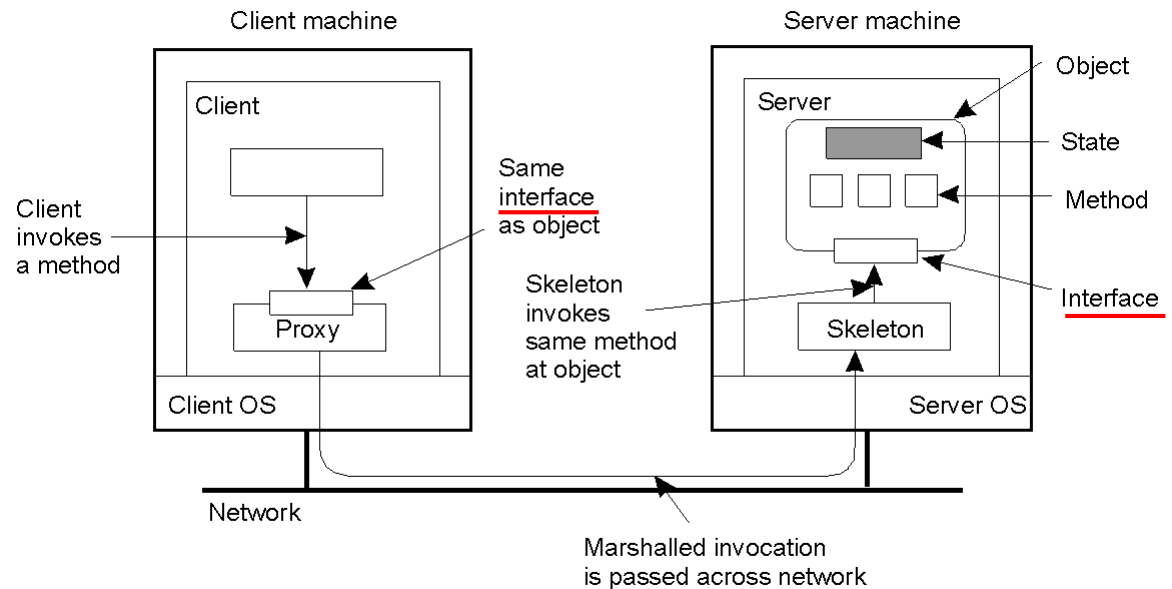 Client machine
Server machine
Client
Server
Object
State
Method
Same
interface
as object
Client
invokes
a method
Proxy
Skeleton
invokes
same method
at object
Skeleton
Interface
Client OS
Server OS
Network
Marshalled invocation
is passed across network